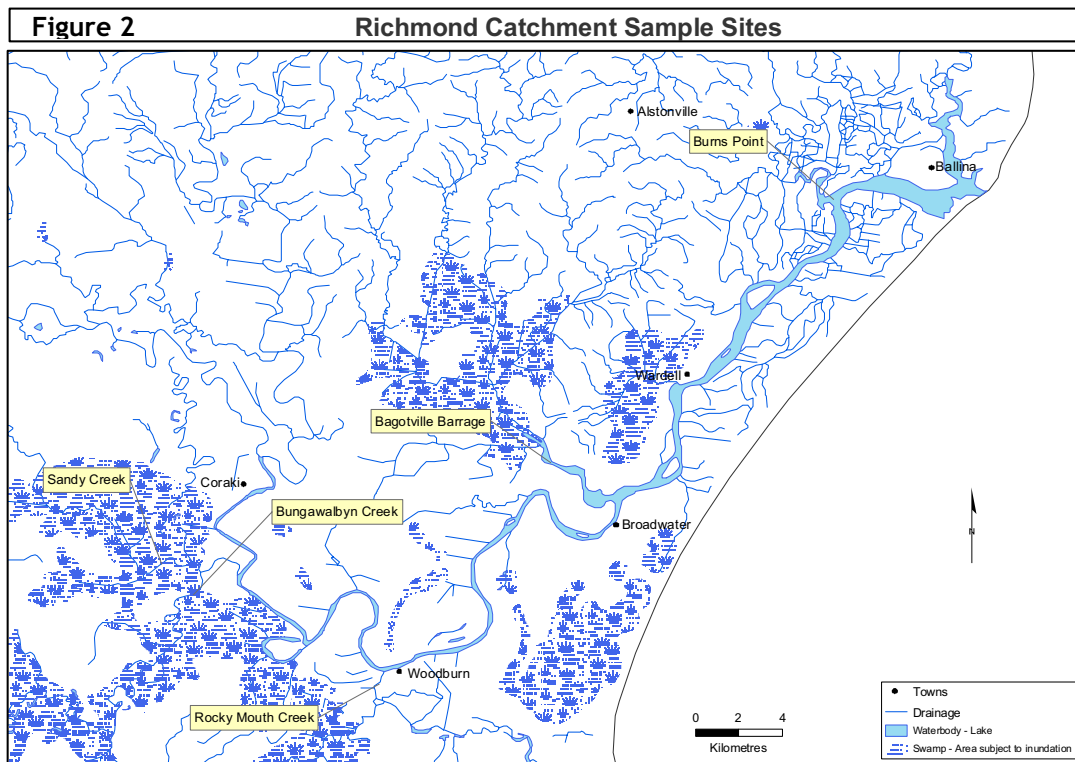 Figure 2
Richmond Catchment Sample Sites
Alstonville
Burns Point
Ballina
Wardell
Bagotville Barrage
Sandy Creek
Coraki
Bungawalbyn Creek
Broadwater
N
Woodburn
Rocky Mouth Creek
0 2 4
Kilometres
Towns
Drainage
Waterbody - Lake
Swamp - Area subject to inundation